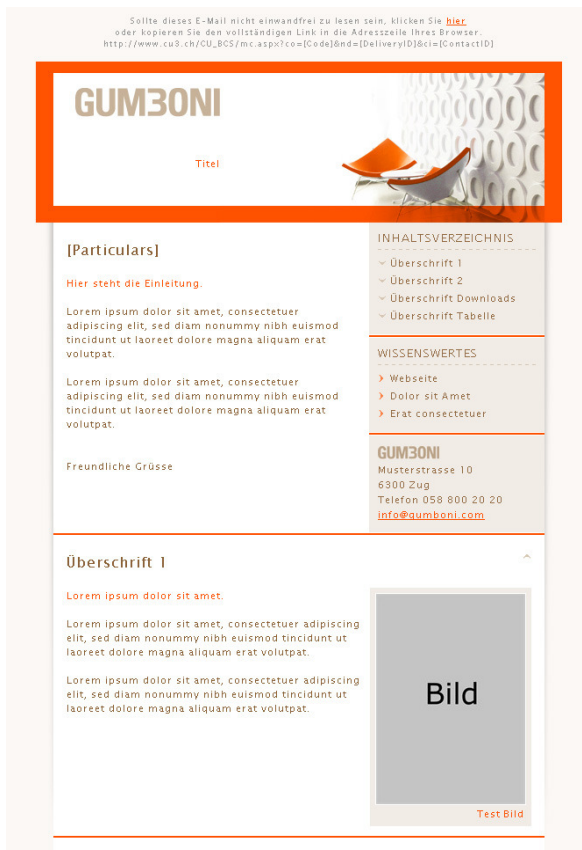 Sollte dieses E-Mail nicht einwandfrei zu lesen sein, klicken Sie hier
oder kopieren Sie den vollständigen Link in die Adresszeile Ihres Browser.
http://www.cu3.ch/CU_BCS/mc.aspx?co=[Code]&nd=[DeliveryID]&ci=[ContactID]
GUM3ONI
Titel
[Particulars]
Hier steht die Einleitung.
Lorem ipsum dolor sit amet, consectetuer
adipiscing elit, sed diam nonummy nibh euismod
tincidunt ut laoreet dolore magna aliquam erat
volutpat.
Lorem ipsum dolor sit amet, consectetuer
adipiscing elit, sed diam nonummy nibh euismod
tincidunt ut laoreet dolore magna aliquam erat
volutpat.
Freundliche Grüsse
INHALTSVERZEICHNIS
Überschrift 1
Überschrift 2
Überschrift Downloads
Überschrift Tabelle
WISSENSWERTES
Webseite
Dolor sit Amet
Erat consectetuer
GUM3ONI
Musterstrasse 10
6300 Zug
Telefon 058 800 20 20
info@gumboni.com
Überschrift 1
Lorem ipsum dolor sit amet.
Lorem ipsum dolor sit amet, consectetuer adipiscing
elit, sed diam nonummy nibh euismod tincidunt ut
laoreet dolore magna aliquam erat volutpat.
Lorem ipsum dolor sit amet, consectetuer adipiscing
elit, sed diam nonummy nibh euismod tincidunt ut
laoreet dolore magna aliquam erat volutpat.
Bild
Test Bild